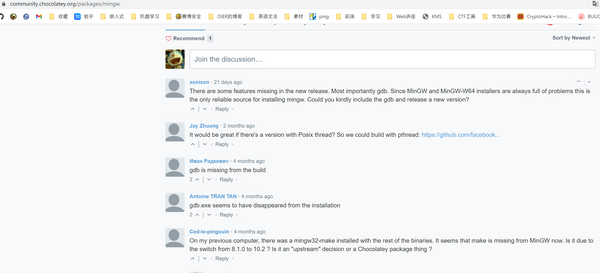 community.chocolatey.org/packages/mingw
收藏 助手 嵌入式 机器学习 赛博安全 OIER的博客 英语文法 素材 ping 前端 学习 Web讲座 KMS CTF工具 华为比赛 CryptoHack – Intro... BUUC
Recommend 1
Sort by Newest
Join the discussion...
xenixon · 21 days ago
There are some features missing in the new release. Most importantly gdb. Since MinGW and MinGW-W64 installers are always full of problems this is
the only reliable source for installing mingw. Could you kindly include the gdb and release a new version?
Reply
Jay Zhuang · 2 months ago
It would be great if there's a version with Posix thread? So we could build with pthread: https://github.com/facebook...
Reply
Иван Радкевич · 4 months ago
gdb is missing from the build
2 Reply
Antoine TRAN TAN · 4 months ago
gdb.exe seems to have disappeared from the installation
2 Reply
Ced-le-pingouin · 4 months ago
On my previous computer, there was a mingw32-make installed with the rest of the binaries. It seems that make is missing from MinGW now. Is it due to
the switch from 8.1.0 to 10.2 ? Is it an "upstream" decision or a Chocolatey package thing ?
Reply